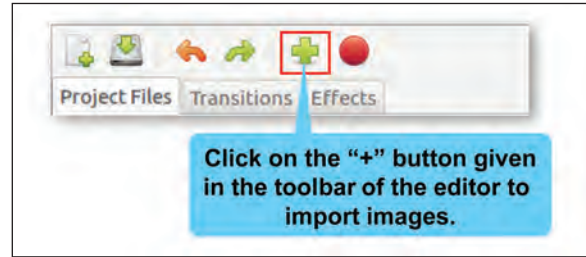 Project Files Transitions Effects
Click on the “+” button given
in the toolbar of the editor to
import images.